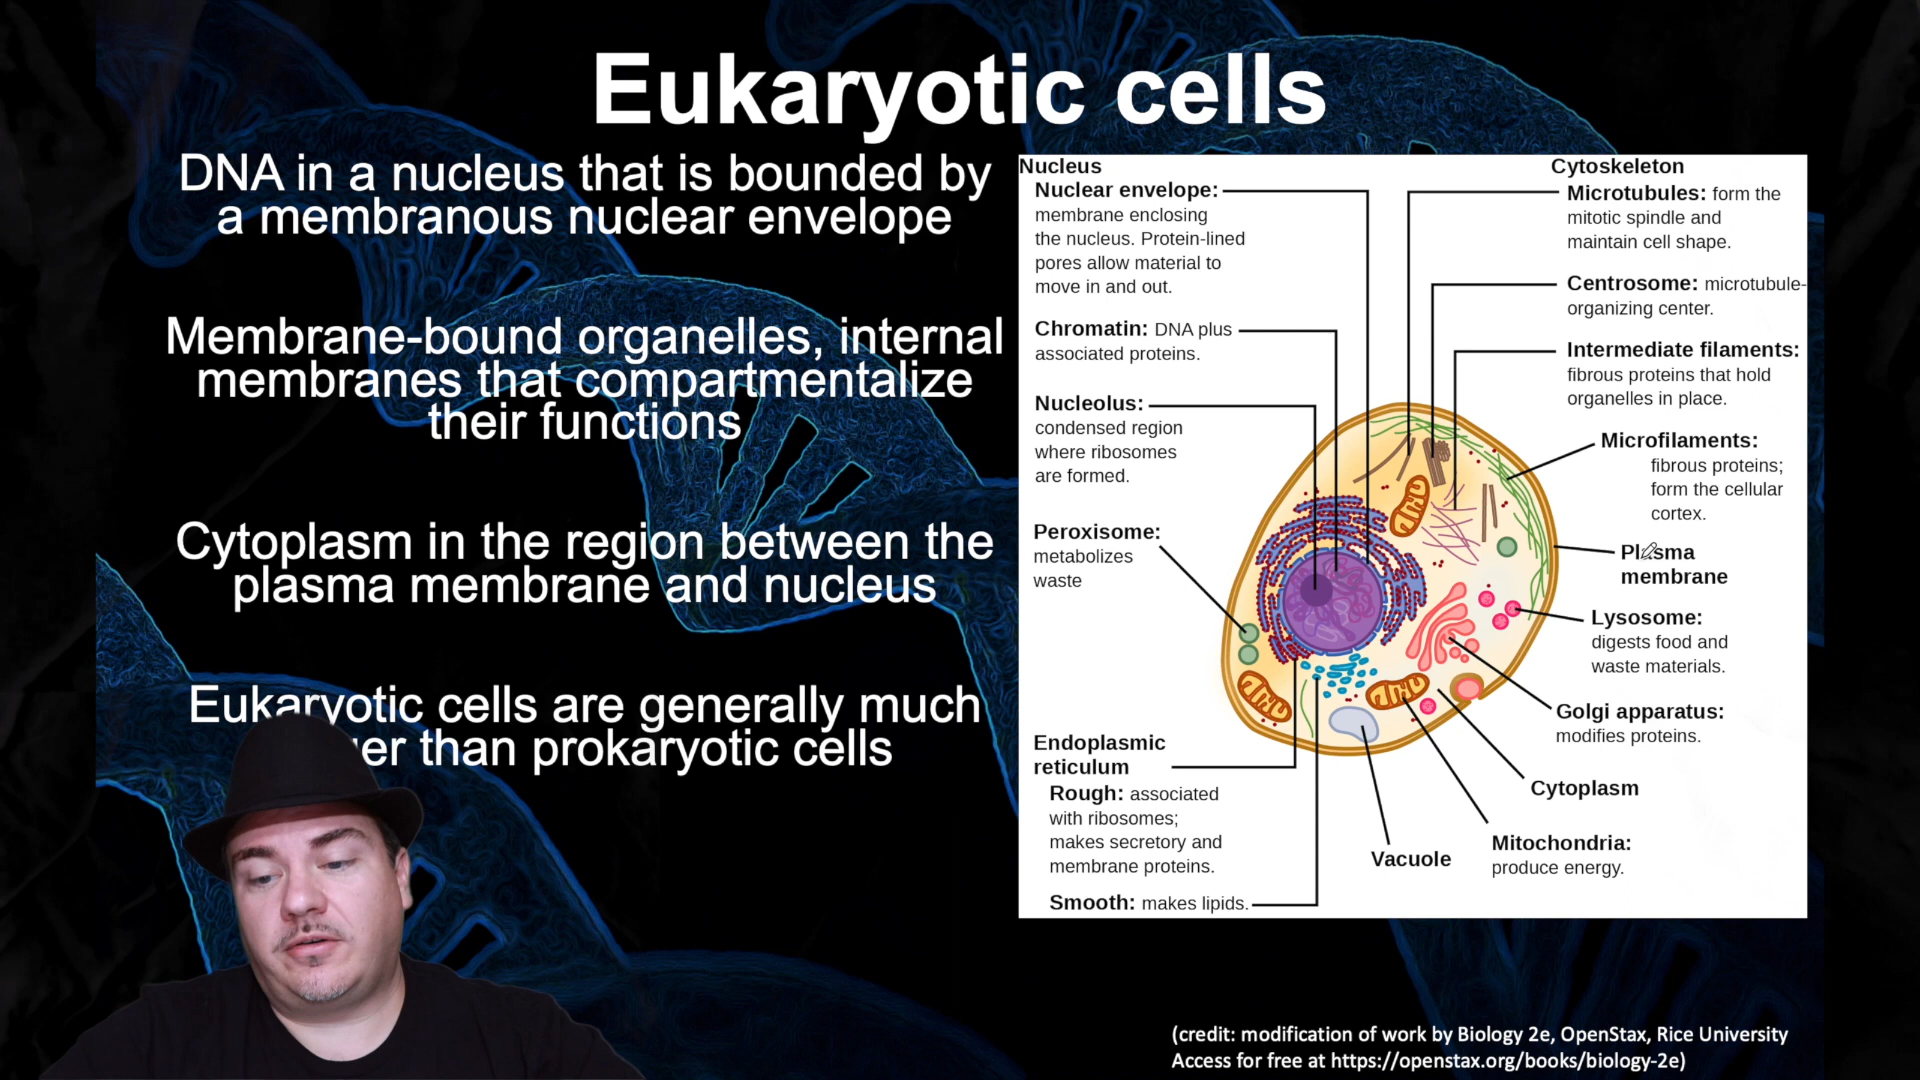 Eukaryotic cells
DNA in a nucleus that is bounded by
a membranous nuclear envelope
Membrane-bound organelles, internal
membranes that compartmentalize
their functions
Cytoplasm in the region between the
plasma membrane and nucleus
Eukaryotic cells are generally much
than prokaryotic cells
Nucleus
Nuclear envelope:
membrane enclosing
the nucleus. Protein-lined
pores allow material to
move in and out.
Chromatin: DNA plus
associated proteins.
Nucleolus:
condensed region
where ribosomes
are formed.
Peroxisome:
metabolizes
waste
Endoplasmic
reticulum
Rough: associated
with ribosomes;
makes secretory and
membrane proteins.
Smooth: makes lipids.
Cytoskeleton
Microtubules: form the
mitotic spindle and
maintain cell shape.
Centrosome: microtubule-
organizing center.
Intermediate filaments:
fibrous proteins that hold
organelles in place.
Microfilaments:
fibrous proteins;
form the cellular
cortex.
Plasma
membrane
Lysosome:
digests food and
waste materials.
Golgi apparatus:
modifies proteins.
Cytoplasm
Mitochondria:
produce energy.
Vacuole
(credit: modification of work by Biology 2e, OpenStax, Rice University
Access for free at https://openstax.org/books/biology-2e)